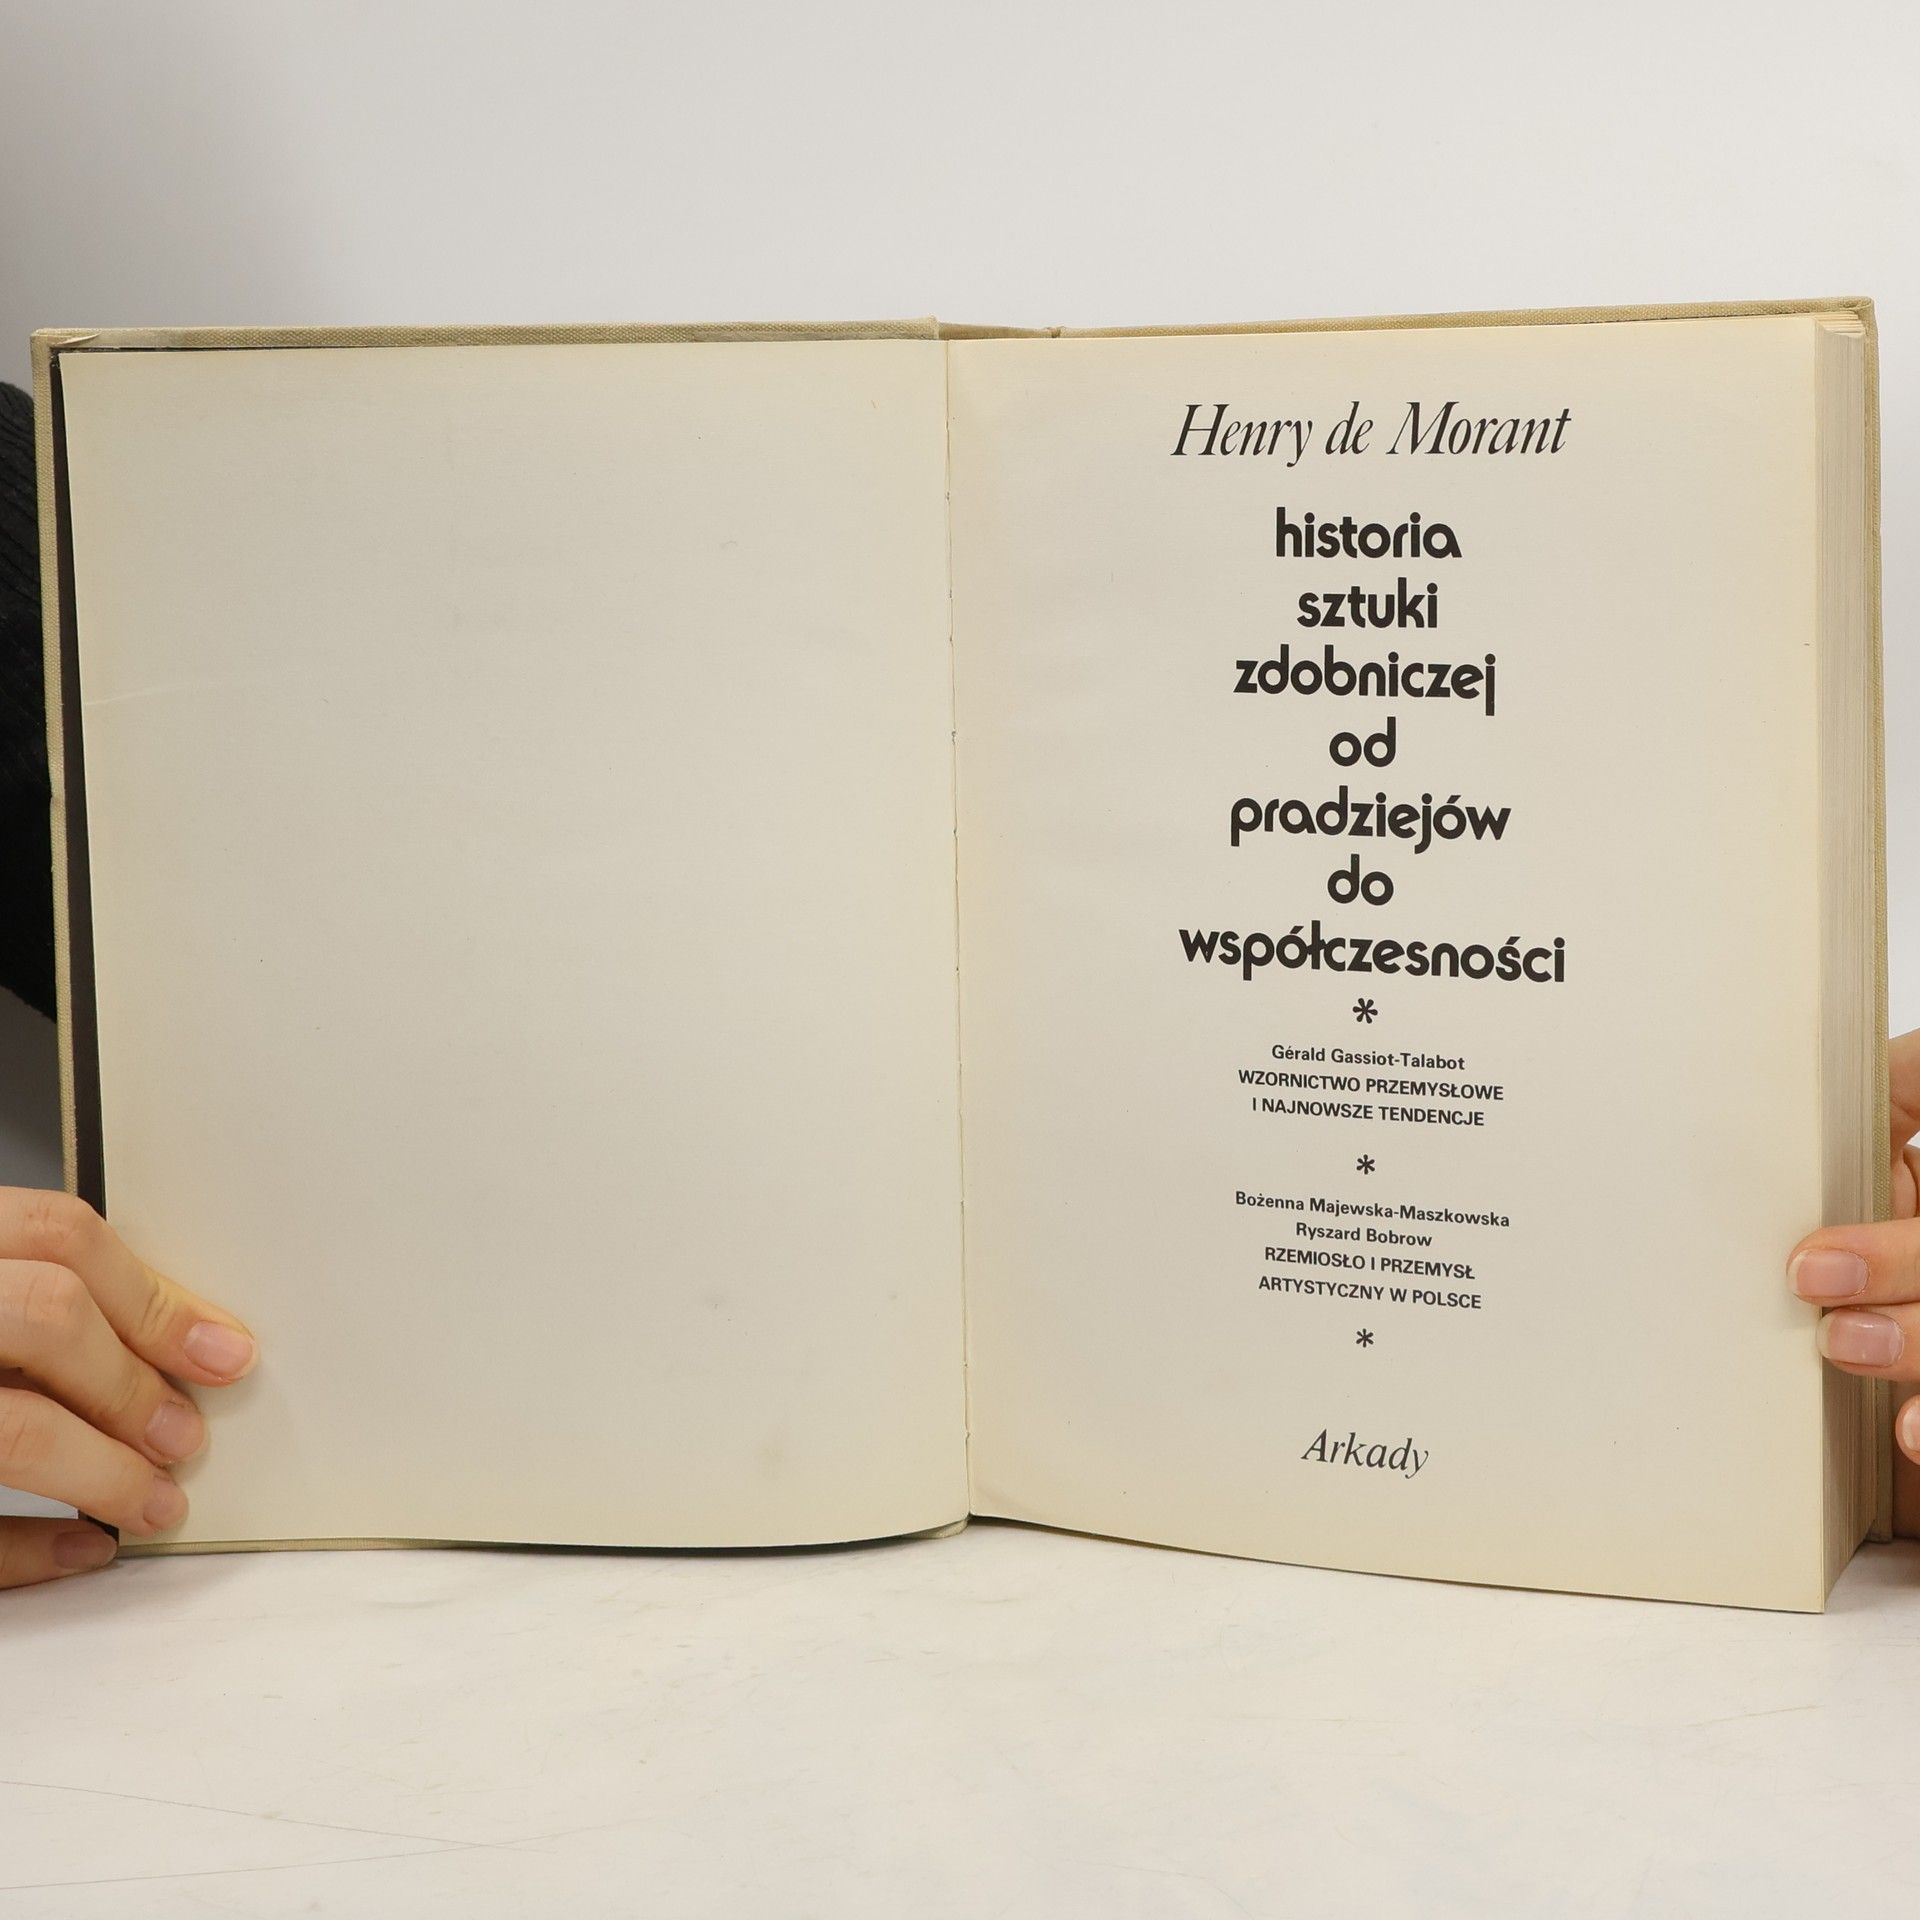 Henry de Morant
historia
sztuki
zdobniczej
od
pradziejów
do
współczesności
*
Gérald Gassiot-Talabot
WZORNICTWO PRZEMYSŁOWE
I NAJNOWSZE TENDENCJE
*
Bożenna Majewska-Maszkowska
Ryszard Bobrow
RZEMIOSŁO I PRZEMYSŁ
ARTYSTYCZNY W POLSCE
*
Arkady